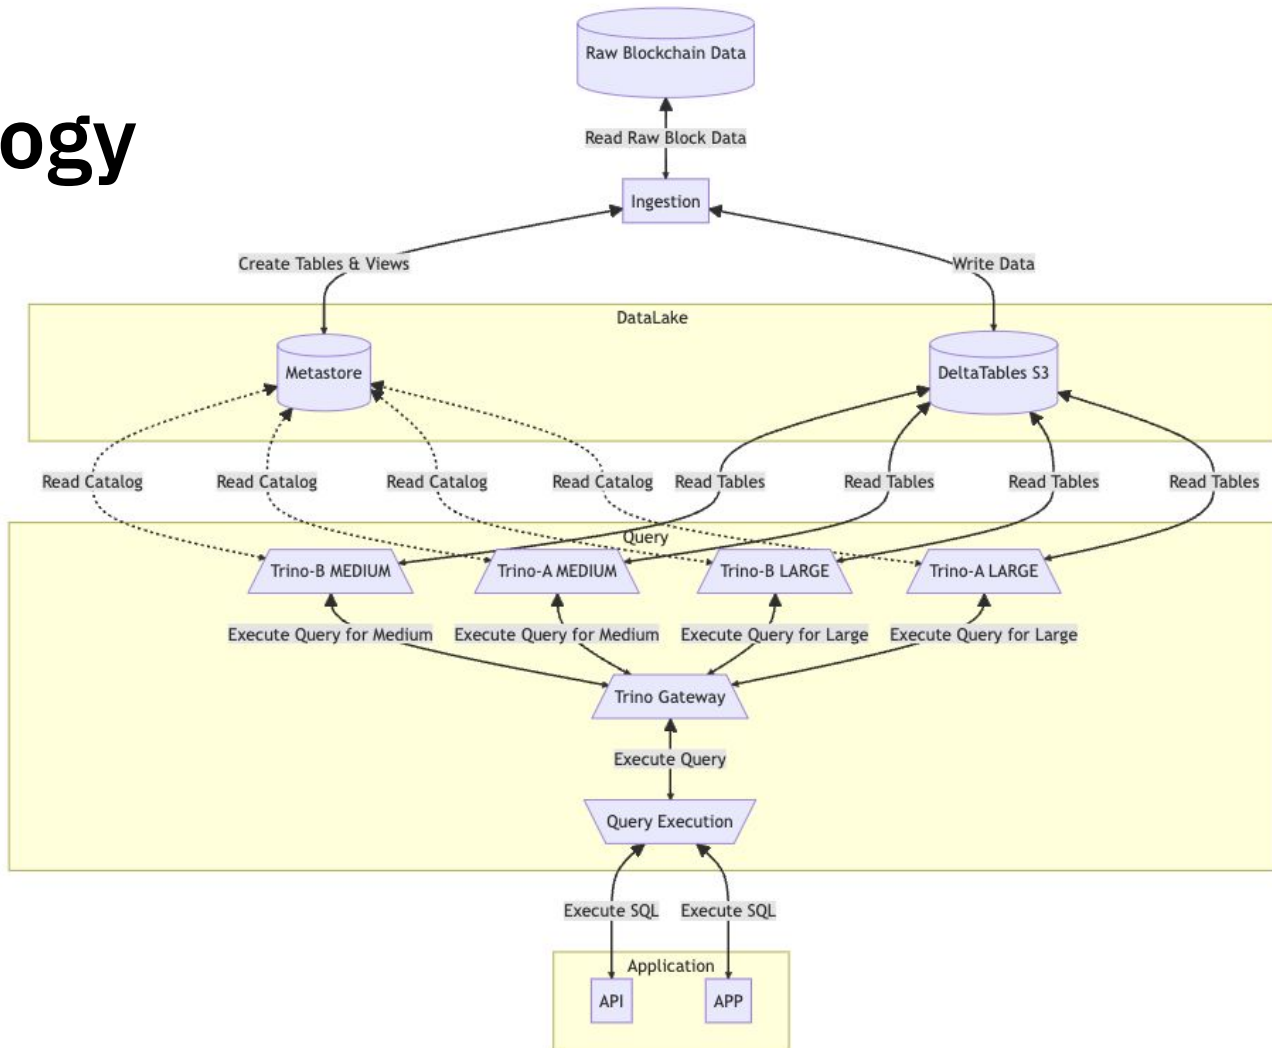 Raw Blockchain Data
ogy
Read Raw Block Data
Ingestion
Create Tables & Views
Write Data
DataLake
Metastore
DeltaTables S3
Read Catalog
Read Catalog
Read Catalog
Read Catalog
Read Tables
Read Tables
Read Tables
Read Tables
Query
Trino-B MEDIUM
Trino-A MEDIUM
Trino-B LARGE
Trino-A LARGE
Execute Query for Medium
Execute Query for Medium
Execute Query for Large
Execute Query for Large
Trino Gateway
Execute Query
Query Execution
Execute SQL
Execute SQL
Application
API
APP